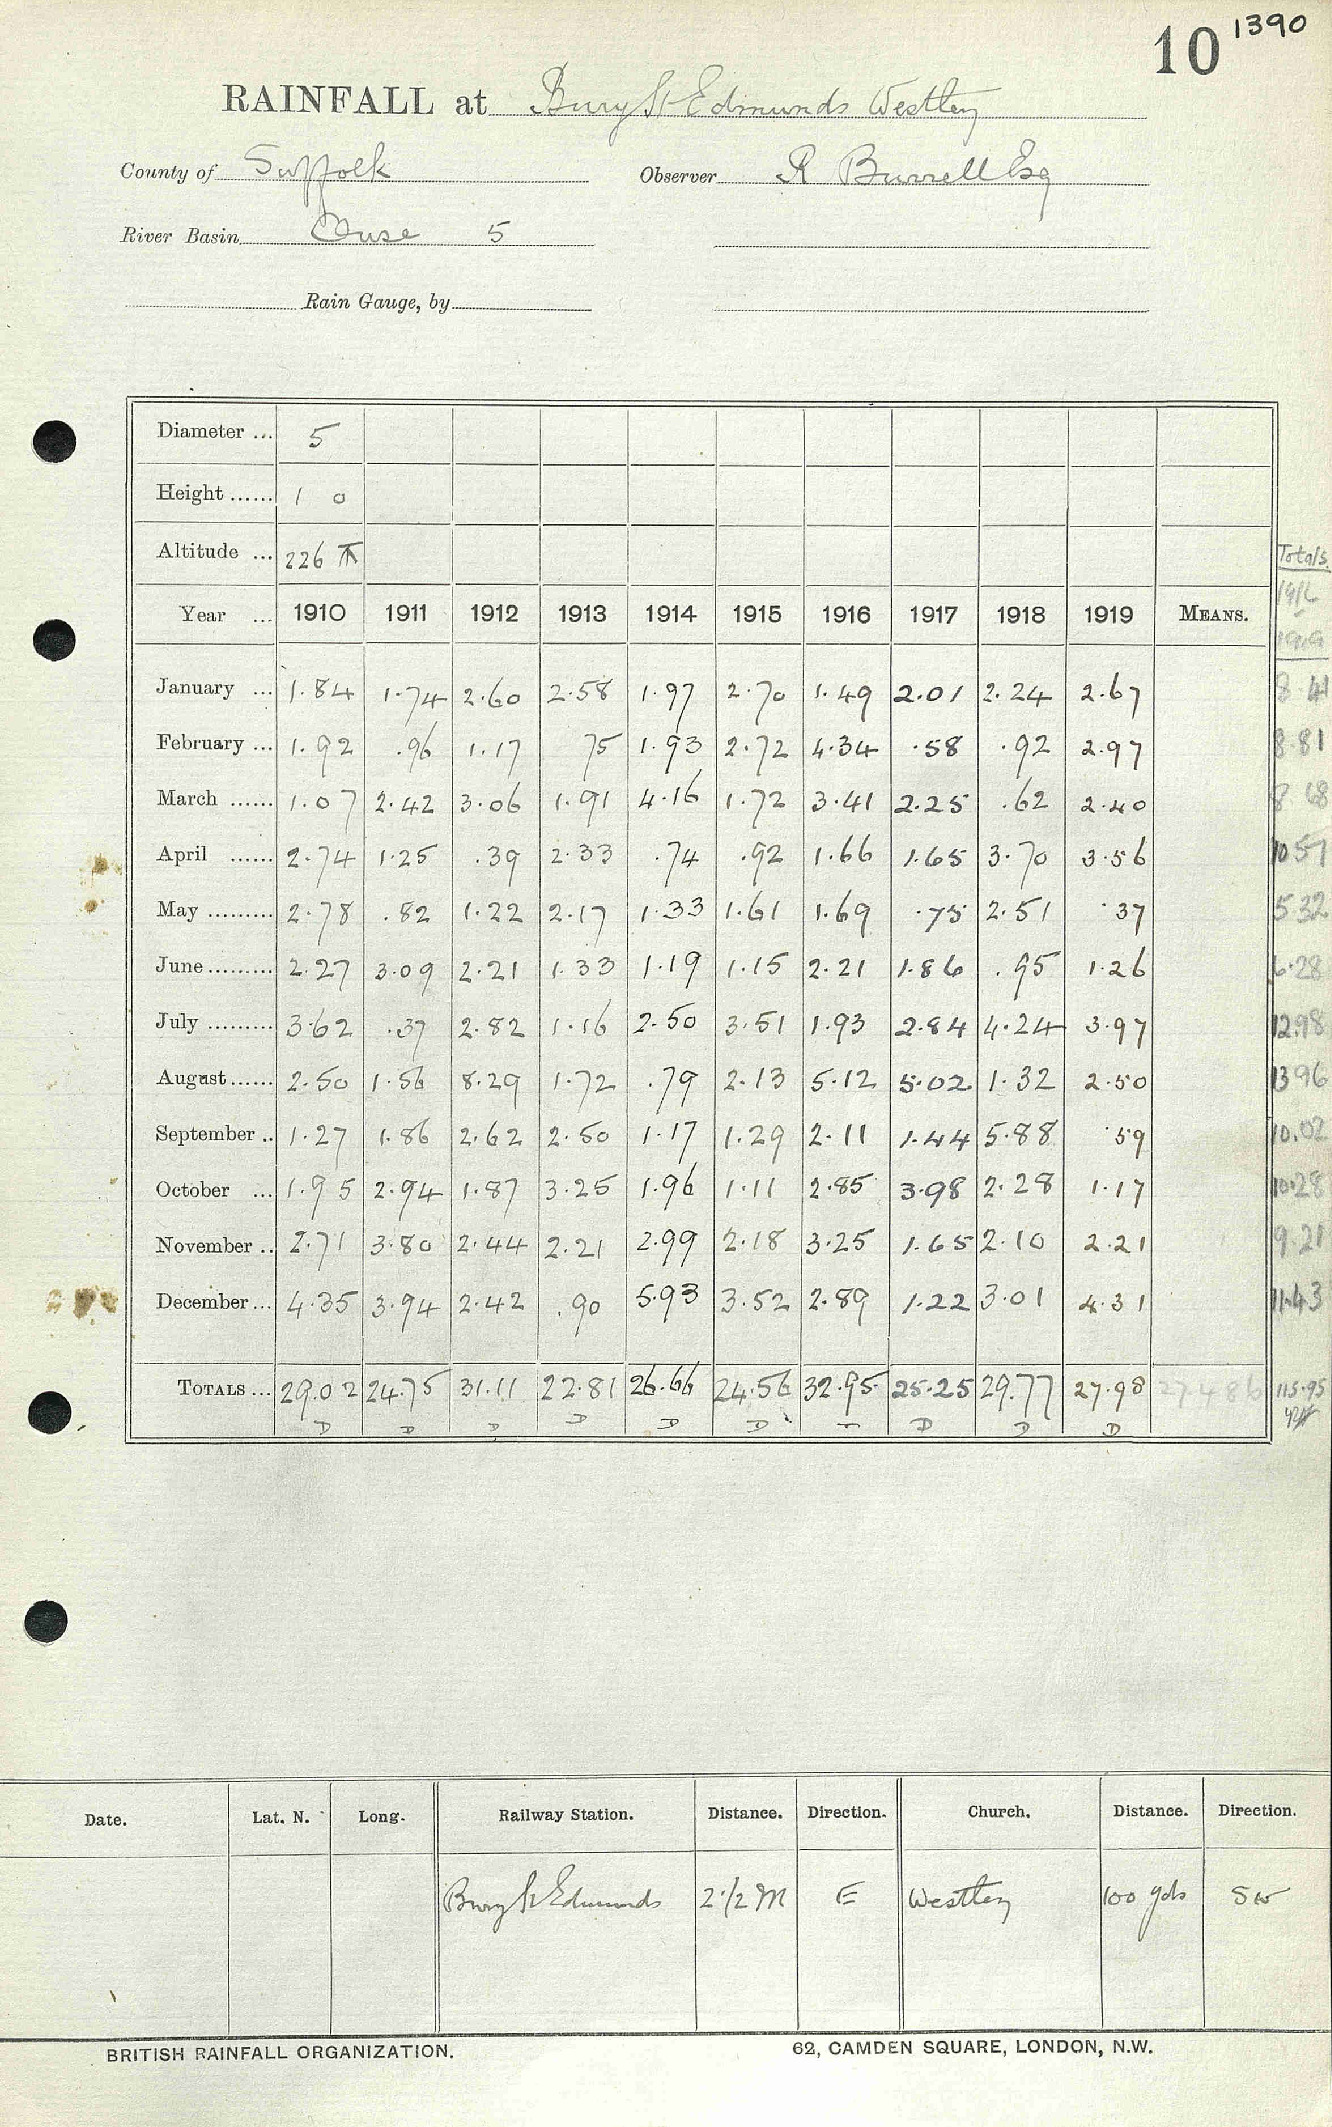 10 1390
RAINFALL at Bury St Edmunds Westley
County of Suffolk Observer R Burrell Esq
River Basin Ouse 5
Rain Gauge, by
Diameter ... 5
Height ...... 1 0
Altitude ... 226 Totals
Year ... 1910 1911 1912 1913 1914 1915 1916 1917 1918 1919 MEANS. 1916 1919
January ... 1.84 1.74 2.60 2.58 1.97 2.70 1.49 2.01 2.24 2.67 8.41
February ... 1.92 .96 1.17 75 1.93 2.72 4.34 .58 .92 2.97 8.81
March ...... 1.07 2.42 3.06 1.91 4.16 1.72 3.41 2.25 .62 2.40 8 68
April ...... 2.74 1.25 .39 2.33 .74 .92 1.66 1.65 3.70 3.56 10 57
May ......... 2.78 .82 1.22 2.17 1.33 1.61 1.69 .75 2.51 .37 5 32
June ......... 2.27 3.09 2.21 1.33 1.19 1.15 2.21 1.86 .95 1.26 6.28
July ......... 3.62 .37 2.82 1.16 2.50 3.51 1.93 2.84 4.24 3.97 12.98
August ...... 2.50 1.56 8.29 1.72 .79 2.13 5.12 5.02 1.32 2.50 13 96
September .. 1.27 1.86 2.62 2.50 1.17 1.29 2.11 1.44 5.88 .59 10.02
October ... 1.95 2.94 1.87 3.25 1.96 1.11 2.85 3.98 2.28 1.17 10.28
November .. 2.71 3.80 2.44 2.21 2.99 2.18 3.25 1.65 2.10 2.21 9.21
December ... 4.35 3.94 2.42 .90 5.93 3.52 2.89 1.22 3.01 4.31 11.43
TOTALS ... 29.02 24.75 31.11 22.81 26.66 24.56 32.95 25.25 29.77 27.98 27.486 115.95
D D D D D D D D D
Date. Lat. N. Long. Railway Station. Distance. Direction. Church. Distance. Direction.
Bury St Edmunds 2 1/2 M E Westley 100 yds SW
BRITISH RAINFALL ORGANIZATION. 62, CAMDEN SQUARE, LONDON, N.W.